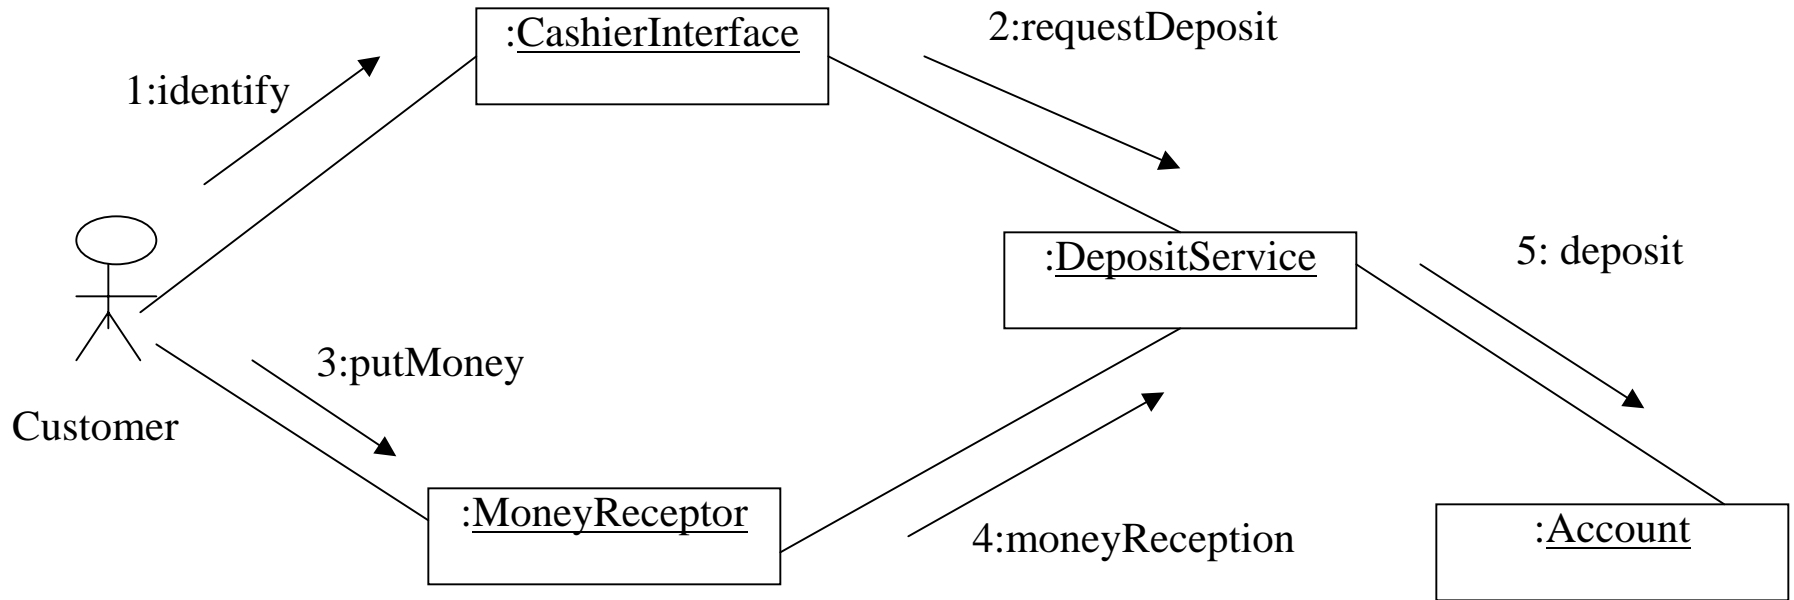 :CashierInterface
2:requestDeposit
1:identify
:DepositService
5: deposit
3:putMoney
Customer
:MoneyReceptor
4:moneyReception
:Account